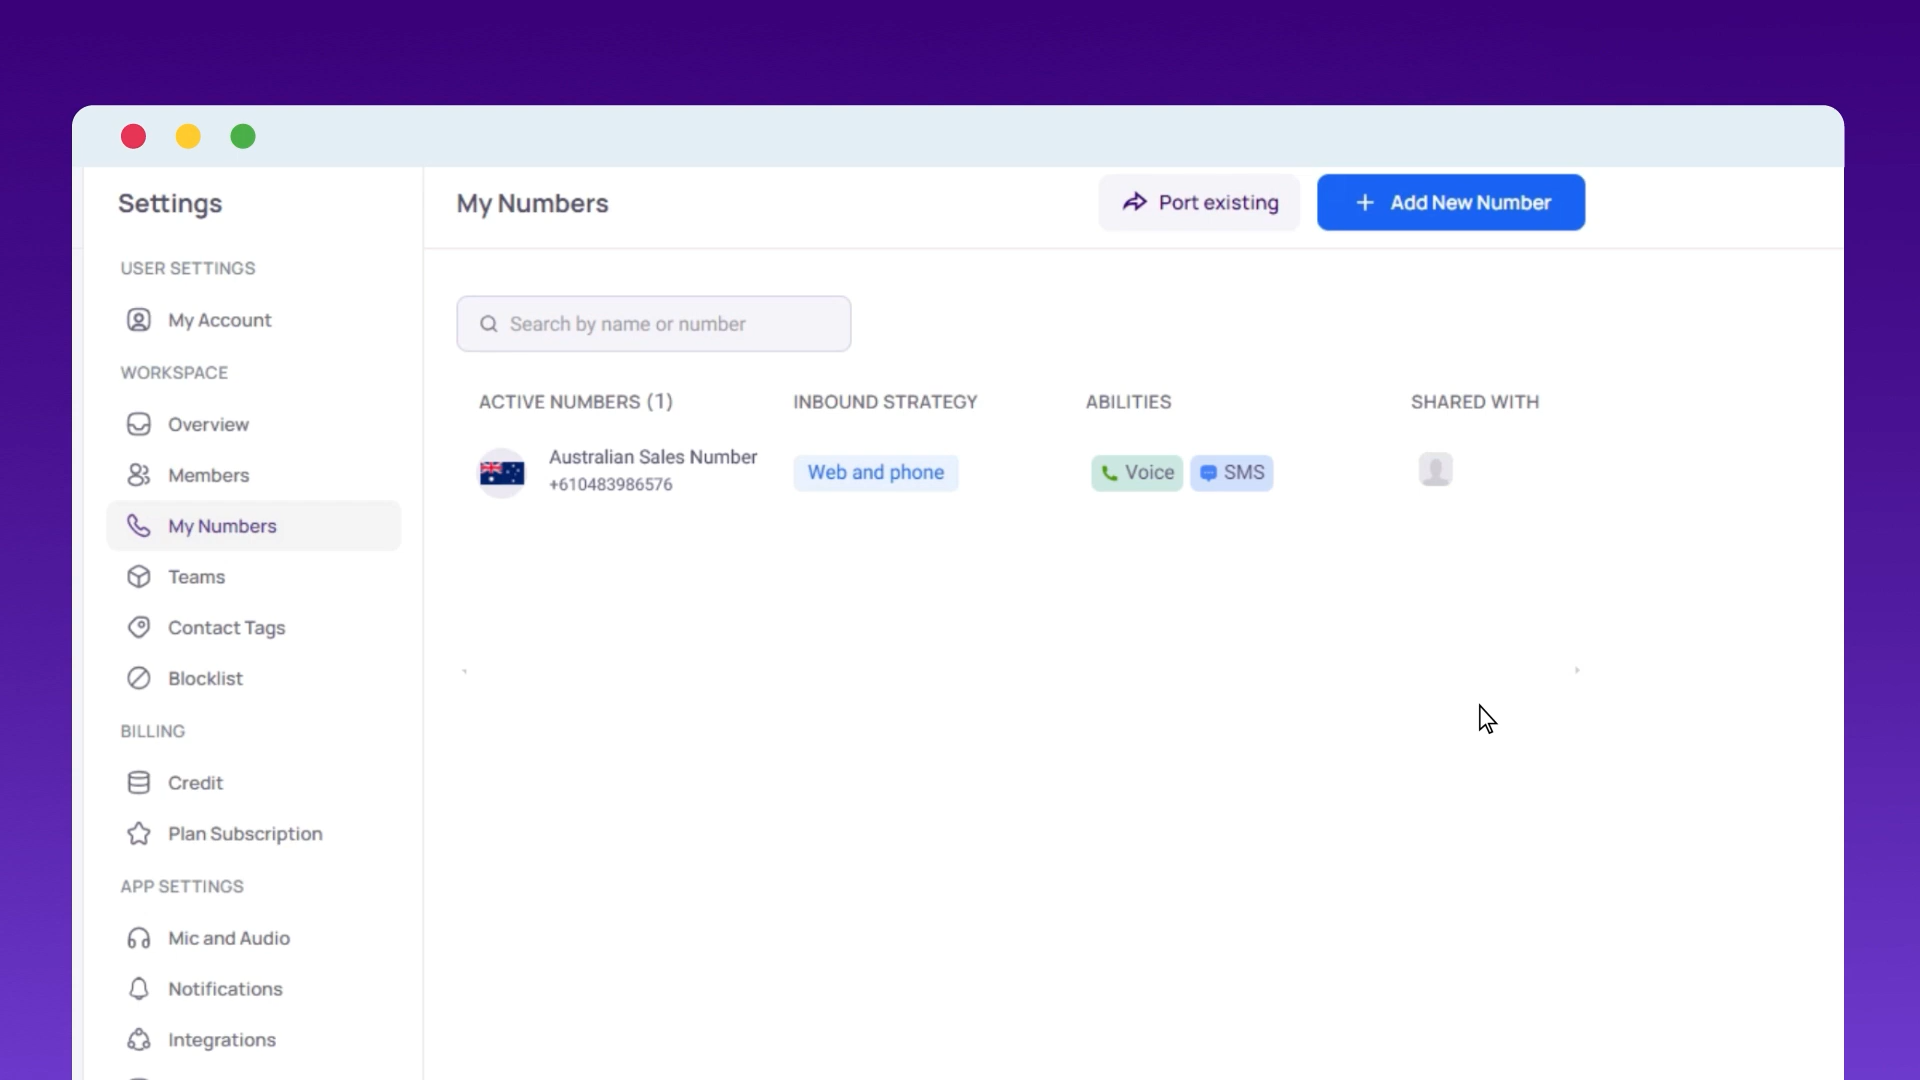 Settings
USER SETTINGS
My Account
WORKSPACE
Overview
Members
My Numbers
Teams
Contact Tags
Blocklist
BILLING
Credit
Plan Subscription
APP SETTINGS
Mic and Audio
Notifications
Integrations
My Numbers
Port existing
+ Add New Number
Search by name or number
ACTIVE NUMBERS (1) INBOUND STRATEGY ABILITIES SHARED WITH
Australian Sales Number
+610483986576
Web and phone
Voice
SMS